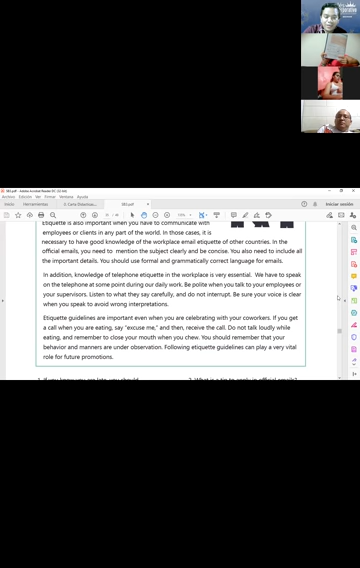 SB3.pdf - Adobe Acrobat Reader DC (32-bit)
Archivo Edición Ver Firmar Ventana Ayuda
Inicio Herramientas SB3.pdf Iniciar sesión
Etiquette is also important when you have to communicate with
employees or clients in any part of the world. In those cases, it is
necessary to have good knowledge of the workplace email etiquette of other countries. In the
official emails, you need to mention the subject clearly and be concise. You also need to include all
the important details. You should use formal and grammatically correct language for emails.
In addition, knowledge of telephone etiquette in the workplace is very essential. We have to speak
on the telephone at some point during our daily work. Be polite when you talk to your employees or
your supervisors. Listen to what they say carefully, and do not interrupt. Be sure your voice is clear
when you speak to avoid wrong interpretations.
Etiquette guidelines are important even when you are celebrating with your coworkers. If you get
a call when you are eating, say "excuse me," and then, receive the call. Do not talk loudly while
eating, and remember to close your mouth when you chew. You should remember that your
behavior and manners are under observation. Following etiquette guidelines can play a very vital
role for future promotions.